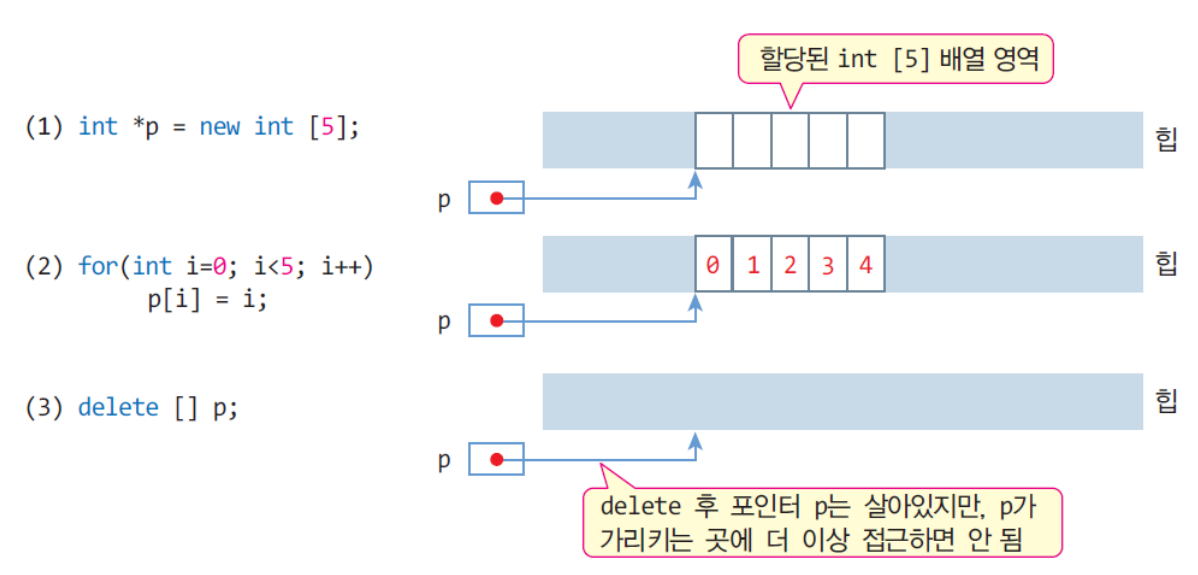 할당된 int [5] 배열 영역
(1) int *p = new int [5];
힙
p
(2) for(int i=0; i<5; i++)
p[i] = i;
0 1 2 3 4
힙
p
(3) delete [] p;
힙
p
delete 후 포인터 p는 살아있지만, p가
가리키는 곳에 더 이상 접근하면 안 됨